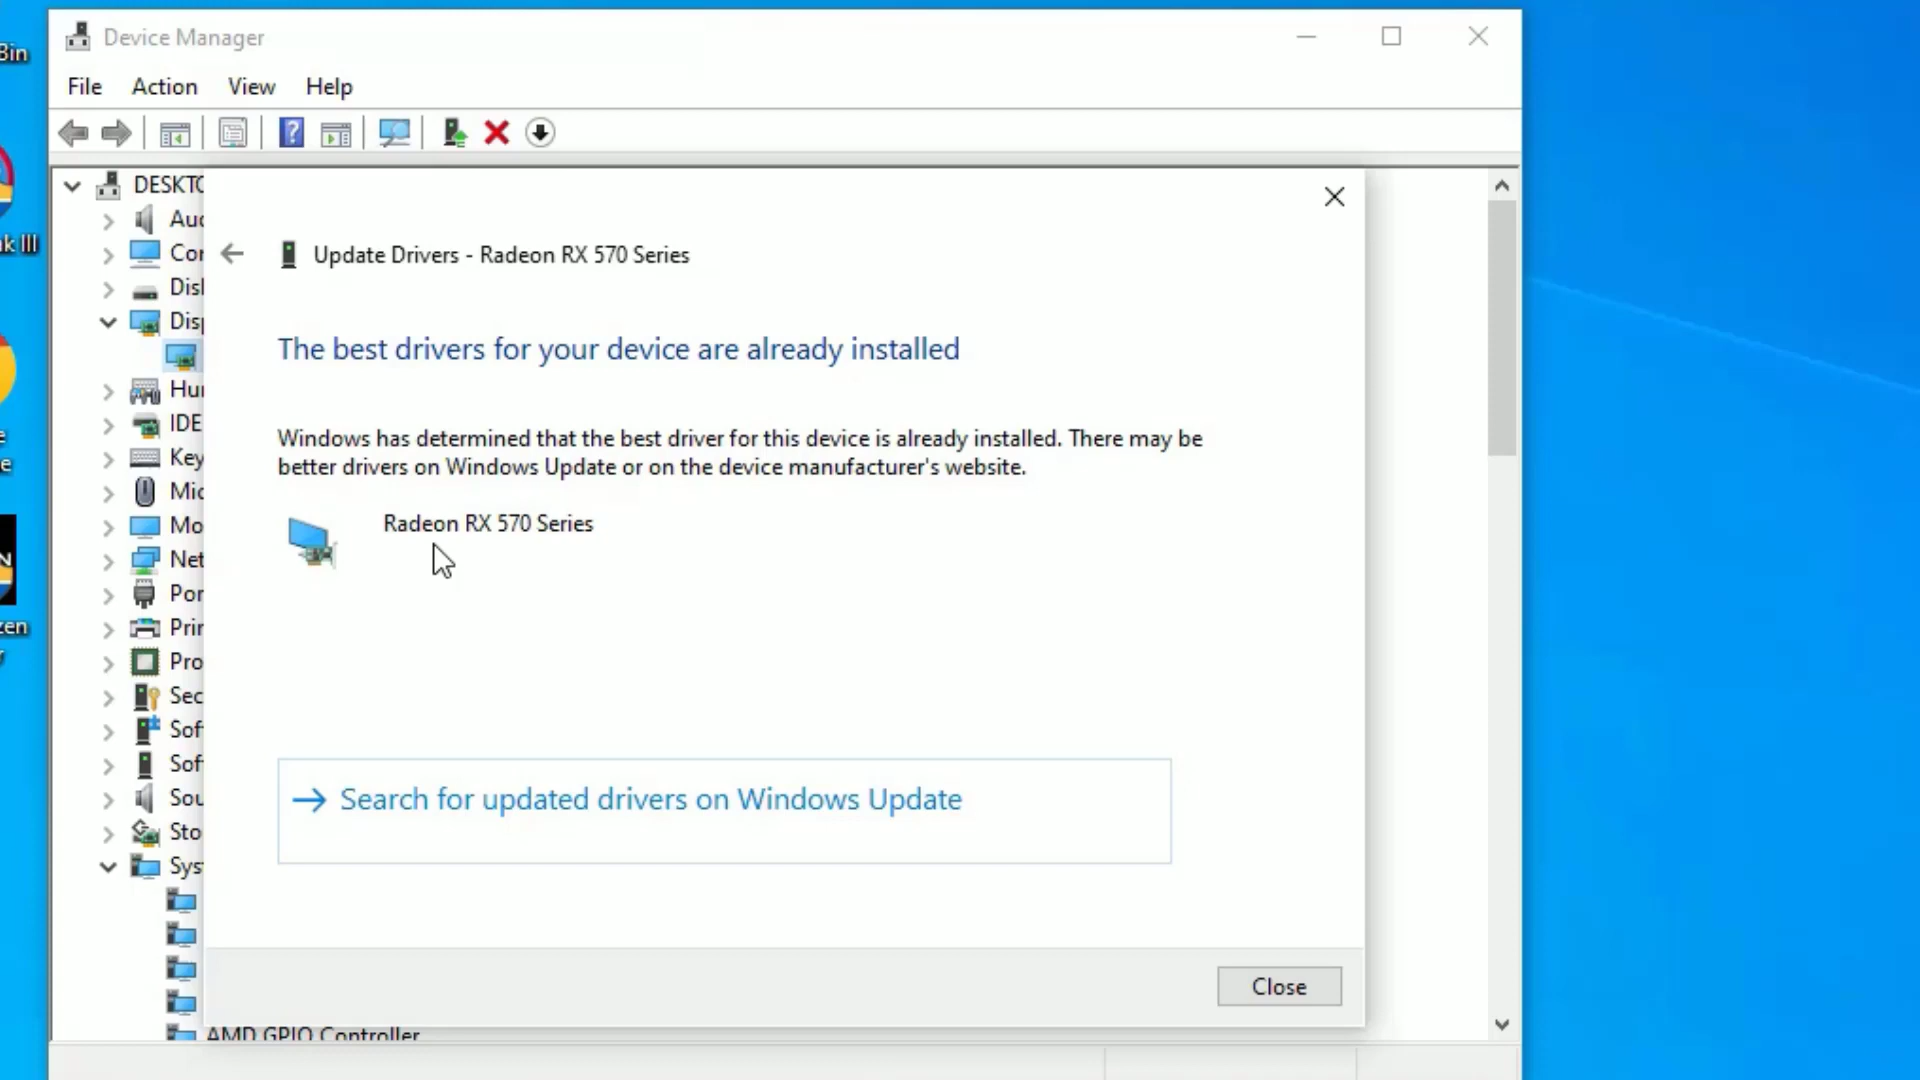 Bin
k III
e
e
zen
Device Manager
File Action View Help
DESKTO
Auc
Cor
Disl
Disp
Hur
IDE
Key
Mic
Mo
Net
Por
Prir
Pro
Sec
Sof
Sof
Sou
Sto
Sys
AMD GPIO Controller
Update Drivers - Radeon RX 570 Series
The best drivers for your device are already installed
Windows has determined that the best driver for this device is already installed. There may be
better drivers on Windows Update or on the device manufacturer's website.
Radeon RX 570 Series
Search for updated drivers on Windows Update
Close